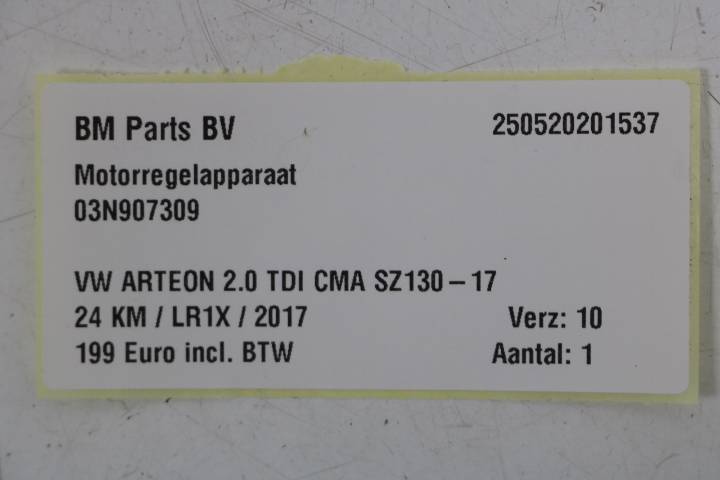 BM Parts BV 250520201537
Motorregelapparaat
03N907309
VW ARTEON 2.0 TDI CMA SZ130-17
24 KM / LR1X / 2017 Verz: 10
199 Euro incl. BTW Aantal: 1